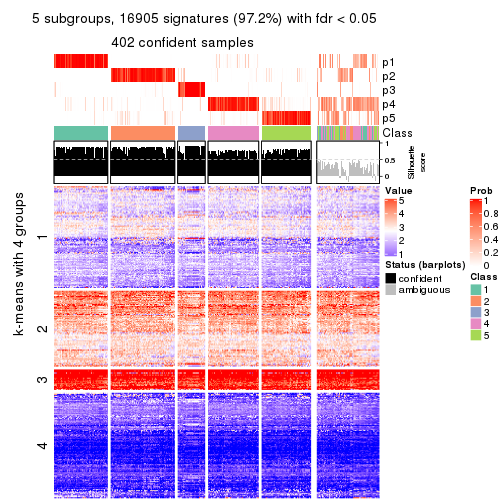 5 subgroups, 16905 signatures (97.2%) with fdr < 0.05
402 confident samples
p1
p2
p3
p4
p5
Class
1
0.5
0
Silhouette
score
k-means with 4 groups
1
2
3
4
Value
5
4
3
2
1
Status (barplots)
confident
ambiguous
Prob
1
0.8
0.6
0.4
0.2
0
Class
1
2
3
4
5